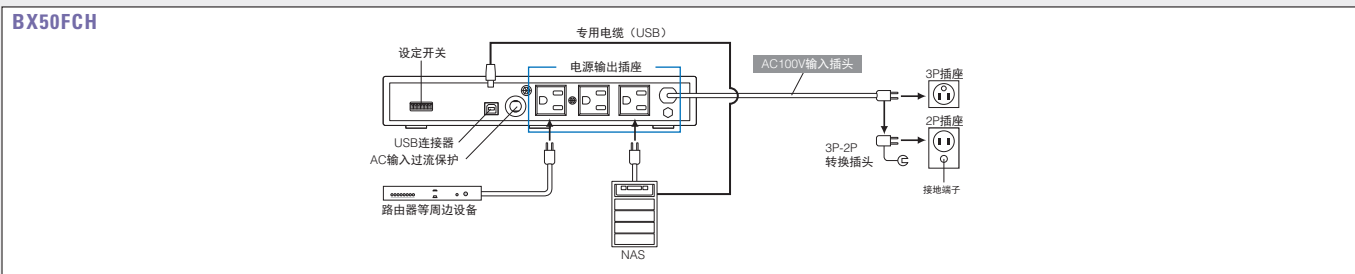 BX50FCH
专用电缆（USB）
设定开关
电源输出插座
AC100V输入插头
3P插座
2P插座
USB连接器
AC输入过流保护
3P-2P
转换插头
接地端子
路由器等周边设备
NAS